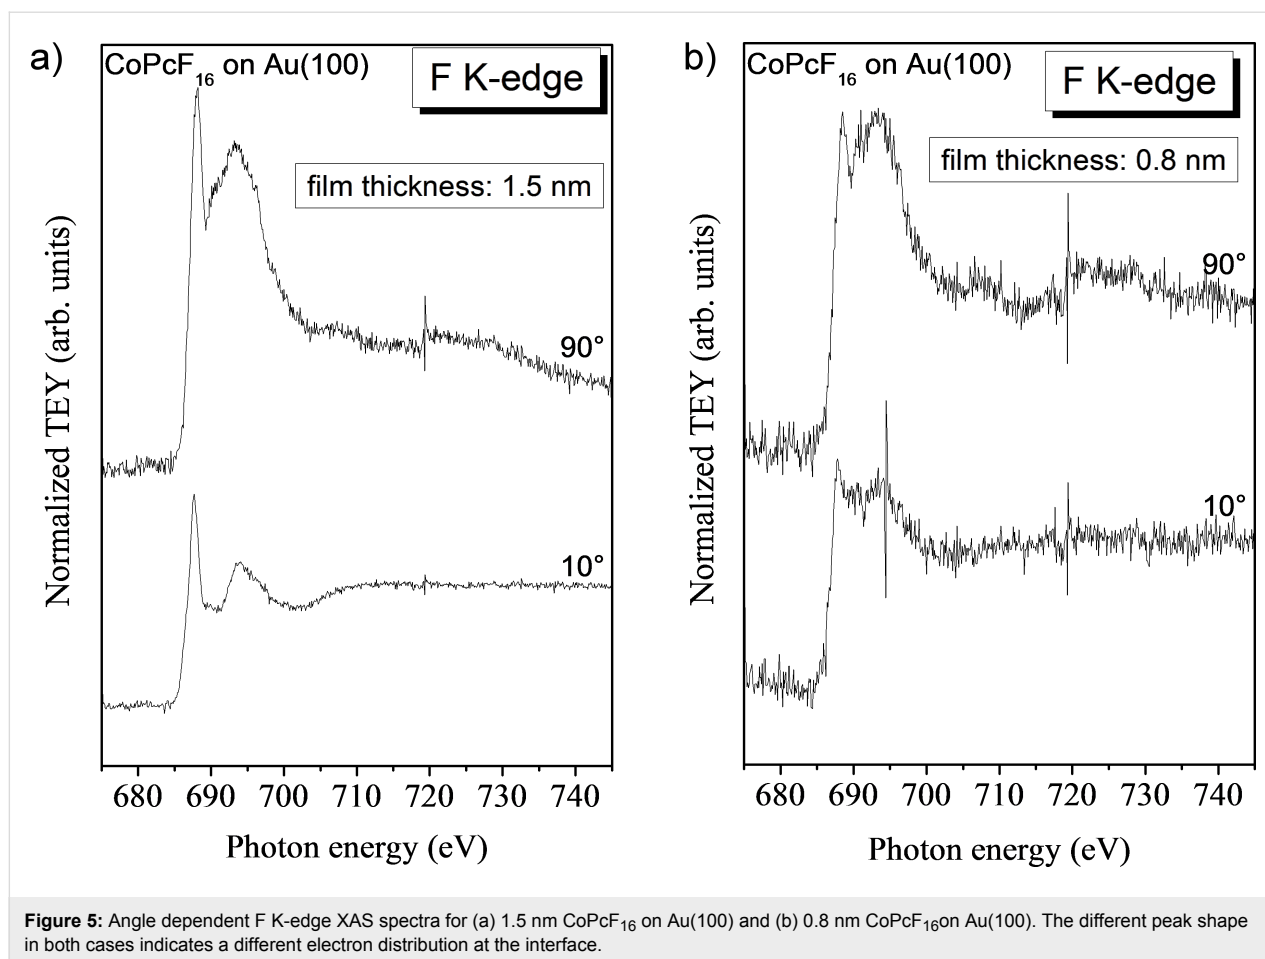 a)
CoPcF16 on Au(100)
F K-edge
film thickness: 1.5 nm
90°
10°
Normalized TEY (arb. units)
680 690 700 710 720 730 740
Photon energy (eV)
b)
CoPcF16 on Au(100)
F K-edge
film thickness: 0.8 nm
90°
10°
Normalized TEY (arb. units)
680 690 700 710 720 730 740
Photon energy (eV)
Figure 5: Angle dependent F K-edge XAS spectra for (a) 1.5 nm CoPcF16 on Au(100) and (b) 0.8 nm CoPcF16on Au(100). The different peak shape
in both cases indicates a different electron distribution at the interface.